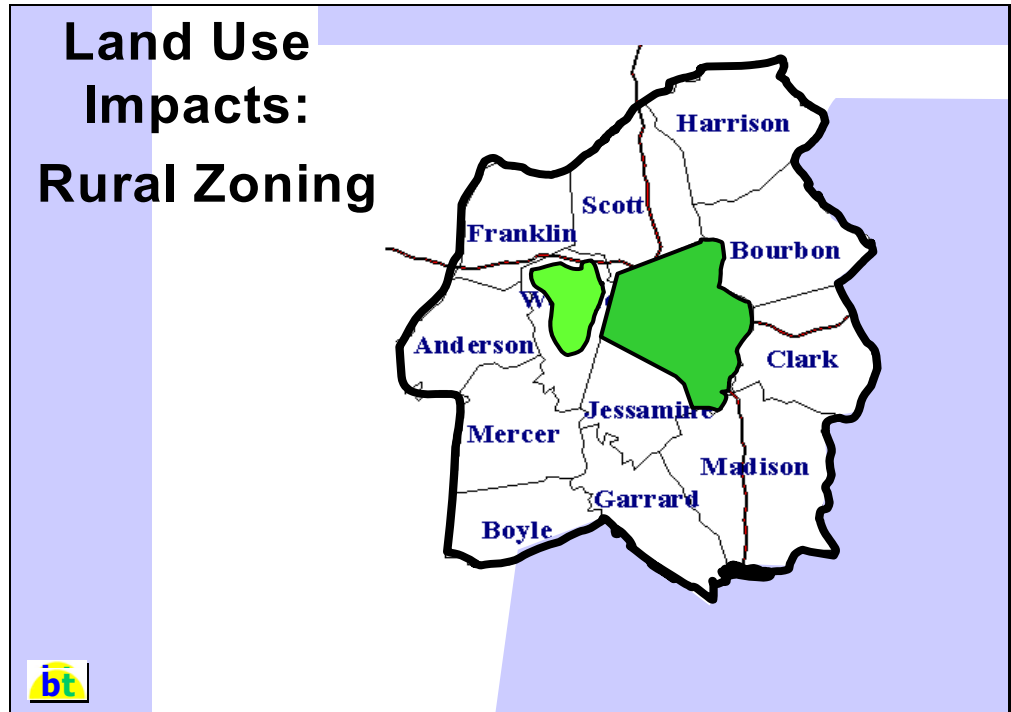 Land Use
Impacts:
Rural Zoning
Harrison
Scott
Franklin
Bourbon
W
Anderson
Clark
Jessamine
Mercer
Madison
Garrard
Boyle
bt